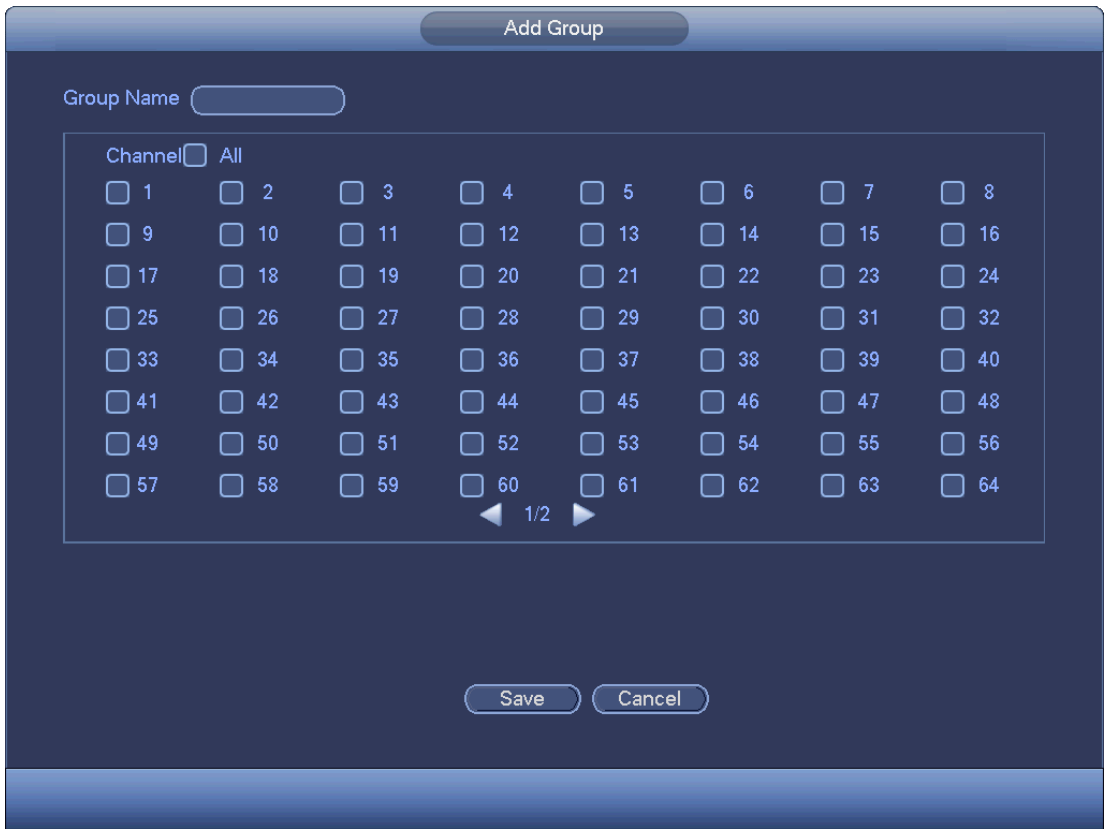 Add Group
Group Name
Channel All
1 2 3 4 5 6 7 8
9 10 11 12 13 14 15 16
17 18 19 20 21 22 23 24
25 26 27 28 29 30 31 32
33 34 35 36 37 38 39 40
41 42 43 44 45 46 47 48
49 50 51 52 53 54 55 56
57 58 59 60 61 62 63 64
1/2
Save Cancel